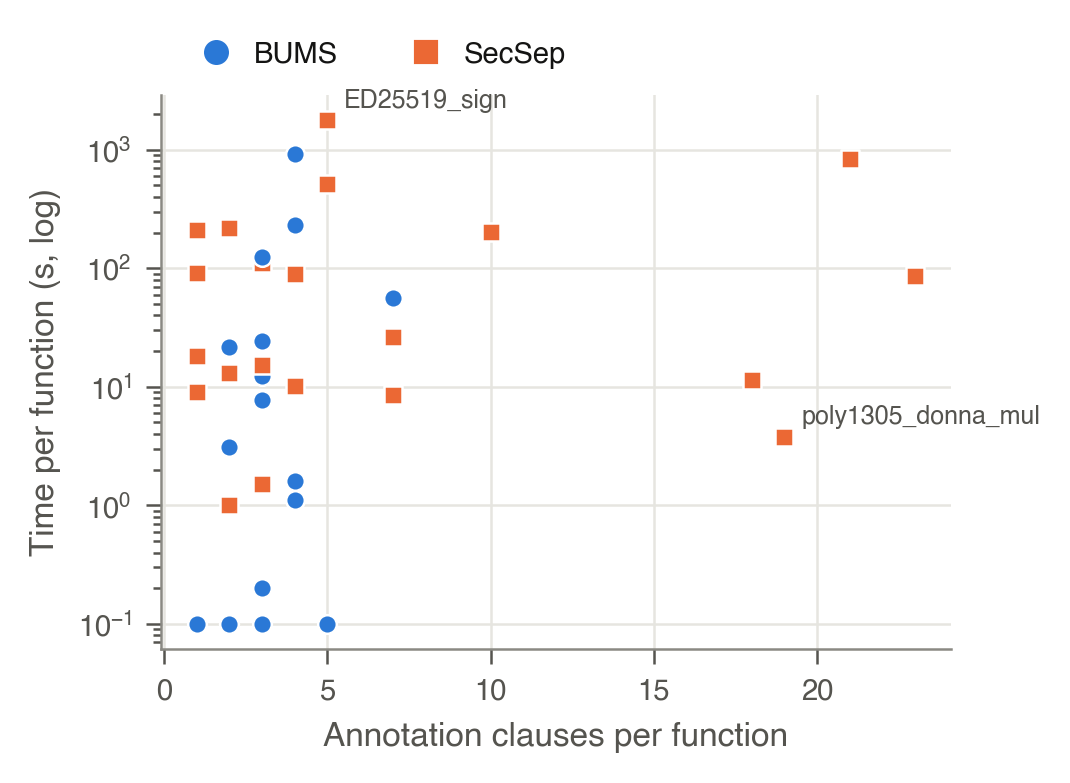 BUMS SecSep
ED25519_sign
10³
10²
10¹
poly1305_donna_mul
10⁰
10⁻¹
Time per function (s, log)
0 5 10 15 20
Annotation clauses per function